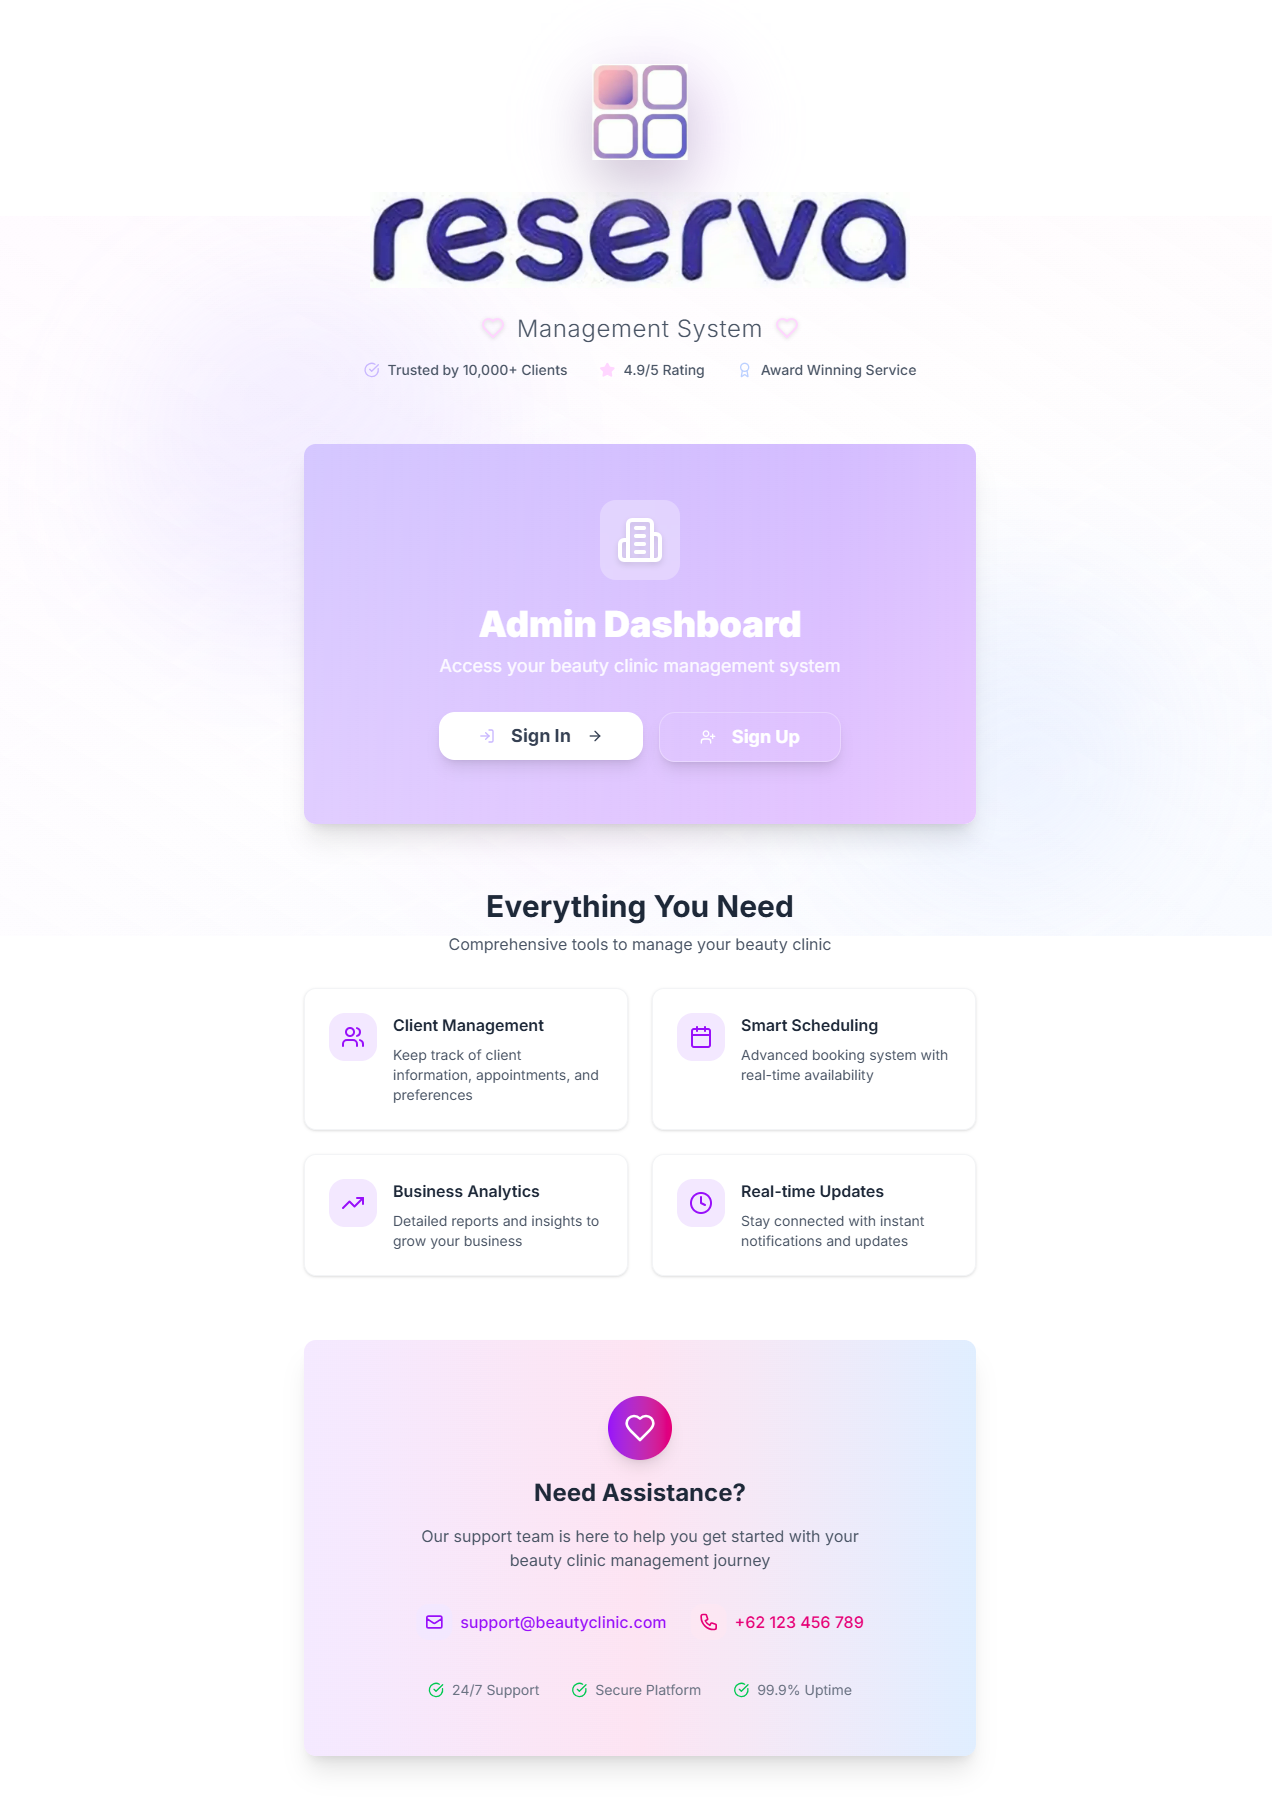 reserva
Management System
Trusted by 10,000+ Clients
4.9/5 Rating
Award Winning Service
Admin Dashboard
Access your beauty clinic management system
Sign In
Sign Up
Everything You Need
Comprehensive tools to manage your beauty clinic
Client Management
Keep track of client
information, appointments, and
preferences
Smart Scheduling
Advanced booking system with
real-time availability
Business Analytics
Detailed reports and insights to
grow your business
Real-time Updates
Stay connected with instant
notifications and updates
Need Assistance?
Our support team is here to help you get started with your
beauty clinic management journey
support@beautyclinic.com
+62 123 456 789
24/7 Support
Secure Platform
99.9% Uptime